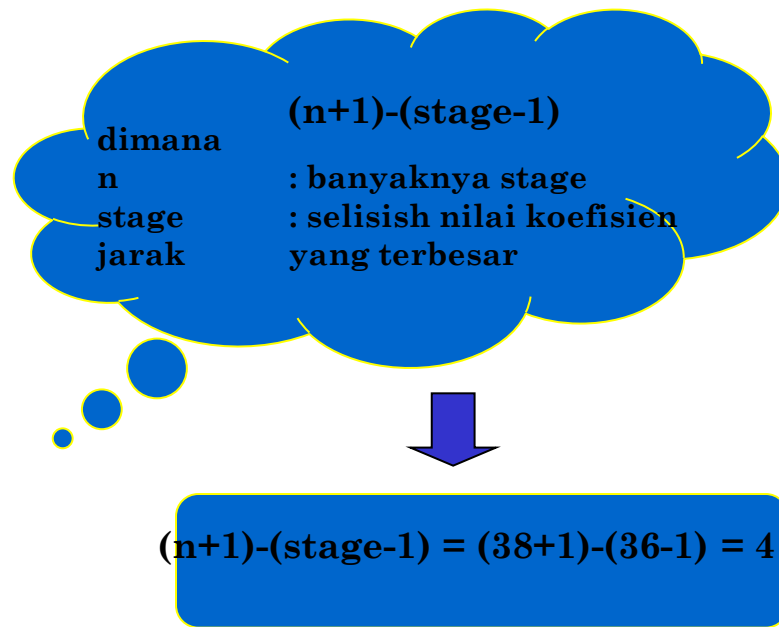 (n+1)-(stage-1)
dimana
n : banyaknya stage
stage : selisish nilai koefisien
jarak yang terbesar
(n+1)-(stage-1) = (38+1)-(36-1) = 4